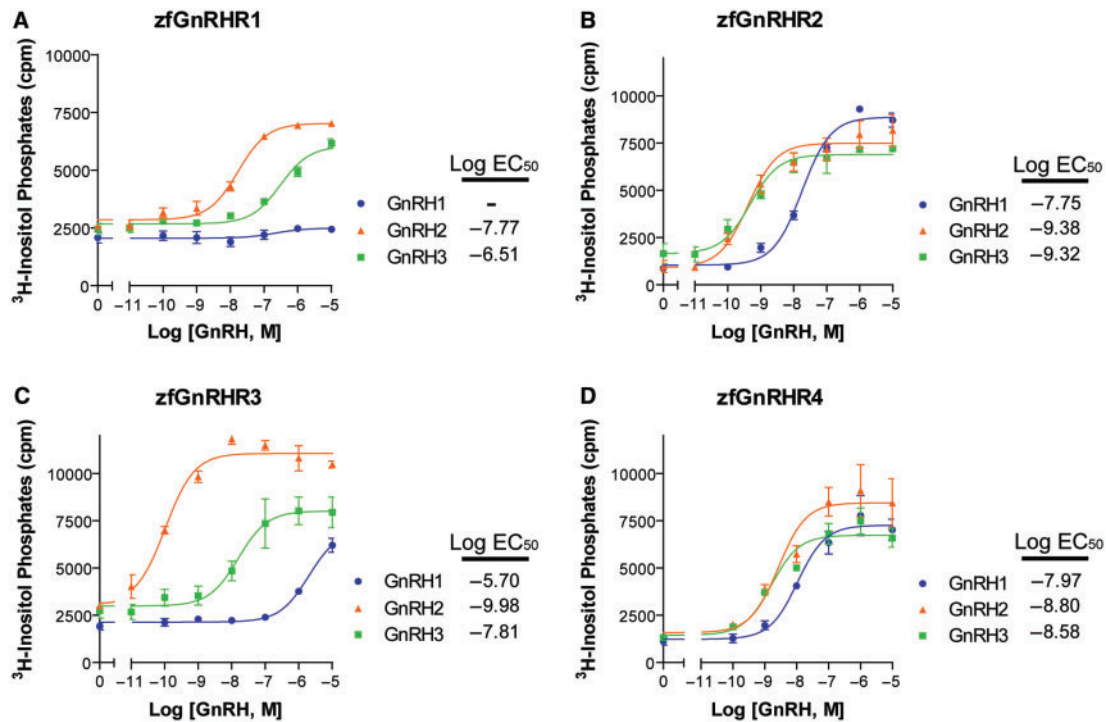 A
zfGnRHR1
³H-Inositol Phosphates (cpm)
10000
7500
5000
2500
0
0 −11 −10 −9 −8 −7 −6 −5
Log [GnRH, M]
Log EC₅₀
GnRH1 -
GnRH2 −7.77
GnRH3 −6.51
B
zfGnRHR2
³H-Inositol Phosphates (cpm)
10000
7500
5000
2500
0
0 −11 −10 −9 −8 −7 −6 −5
Log [GnRH, M]
Log EC₅₀
GnRH1 −7.75
GnRH2 −9.38
GnRH3 −9.32
C
zfGnRHR3
³H-Inositol Phosphates (cpm)
10000
7500
5000
2500
0
0 −11 −10 −9 −8 −7 −6 −5
Log [GnRH, M]
Log EC₅₀
GnRH1 −5.70
GnRH2 −9.98
GnRH3 −7.81
D
zfGnRHR4
³H-Inositol Phosphates (cpm)
10000
7500
5000
2500
0
0 −11 −10 −9 −8 −7 −6 −5
Log [GnRH, M]
Log EC₅₀
GnRH1 −7.97
GnRH2 −8.80
GnRH3 −8.58